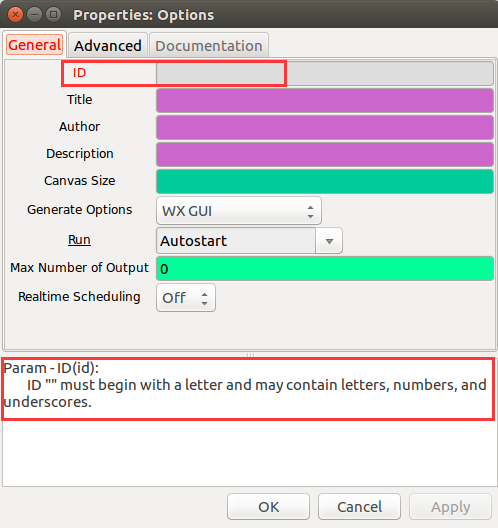 Properties: Options
General Advanced Documentation
ID
Title
Author
Description
Canvas Size
Generate Options WX GUI
Run Autostart
Max Number of Output 0
Realtime Scheduling Off
Param - ID(id):
ID "" must begin with a letter and may contain letters, numbers, and
underscores.
OK Cancel Apply